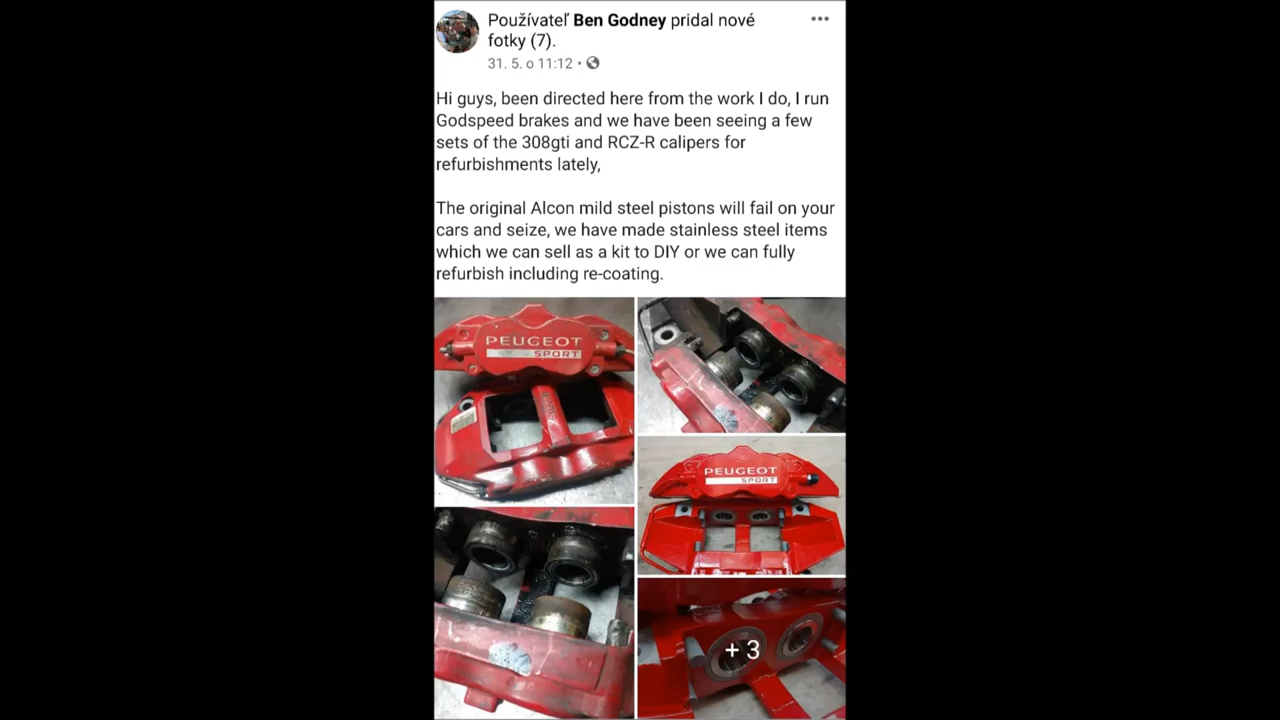 Používateľ Ben Godney pridal nové
fotky (7).
31. 5. o 11:12 •
Hi guys, been directed here from the work I do, I run
Godspeed brakes and we have been seeing a few
sets of the 308gti and RCZ-R calipers for
refurbishments lately,
The original Alcon mild steel pistons will fail on your
cars and seize, we have made stainless steel items
which we can sell as a kit to DIY or we can fully
refurbish including re-coating.
PEUGEOT
SPORT
PEUGEOT
SPORT
+ 3